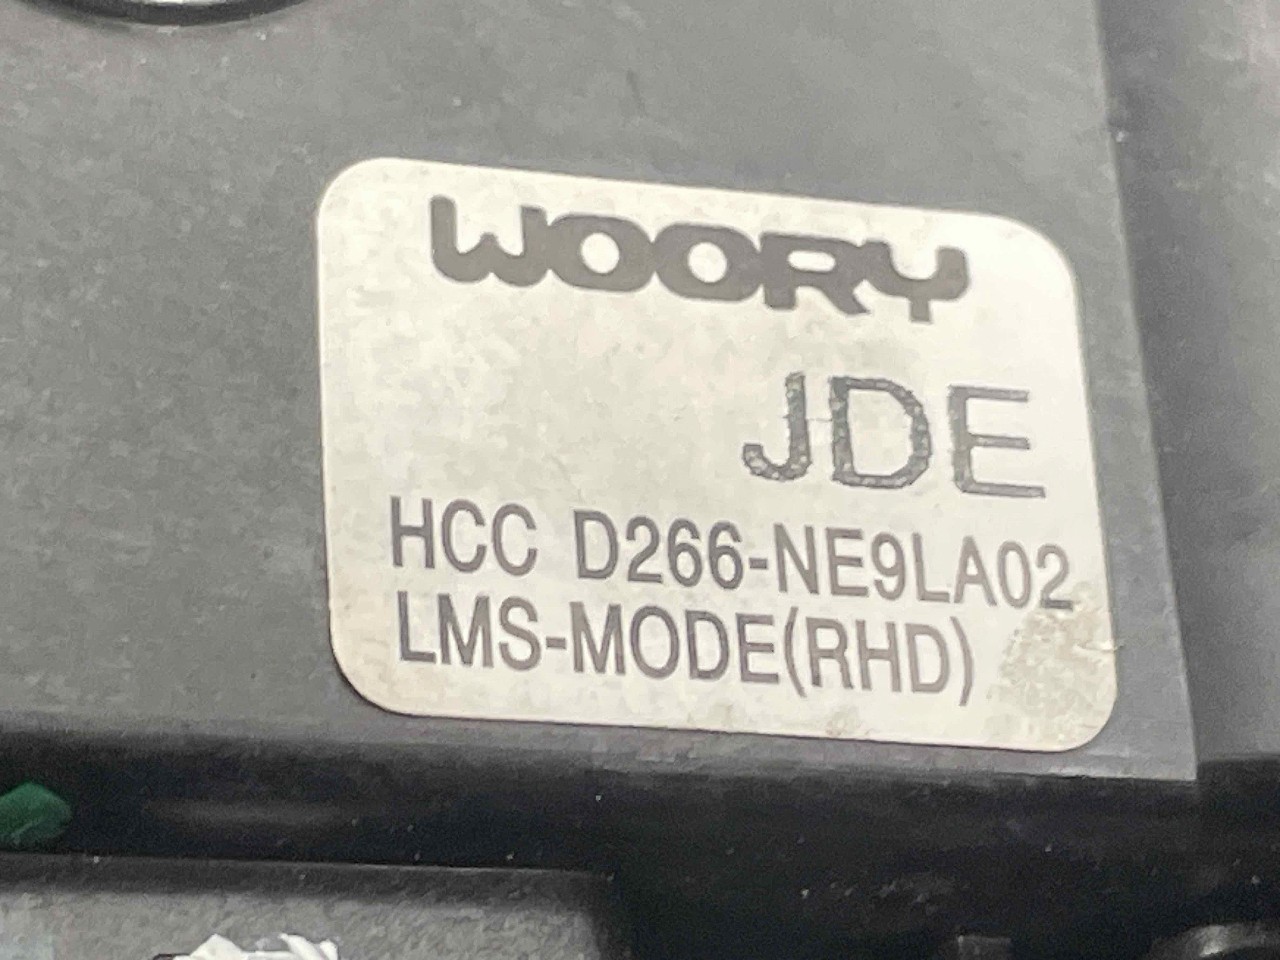 WOORY
JDE
HCC D266-NE9LA02
LMS-MODE(RHD)